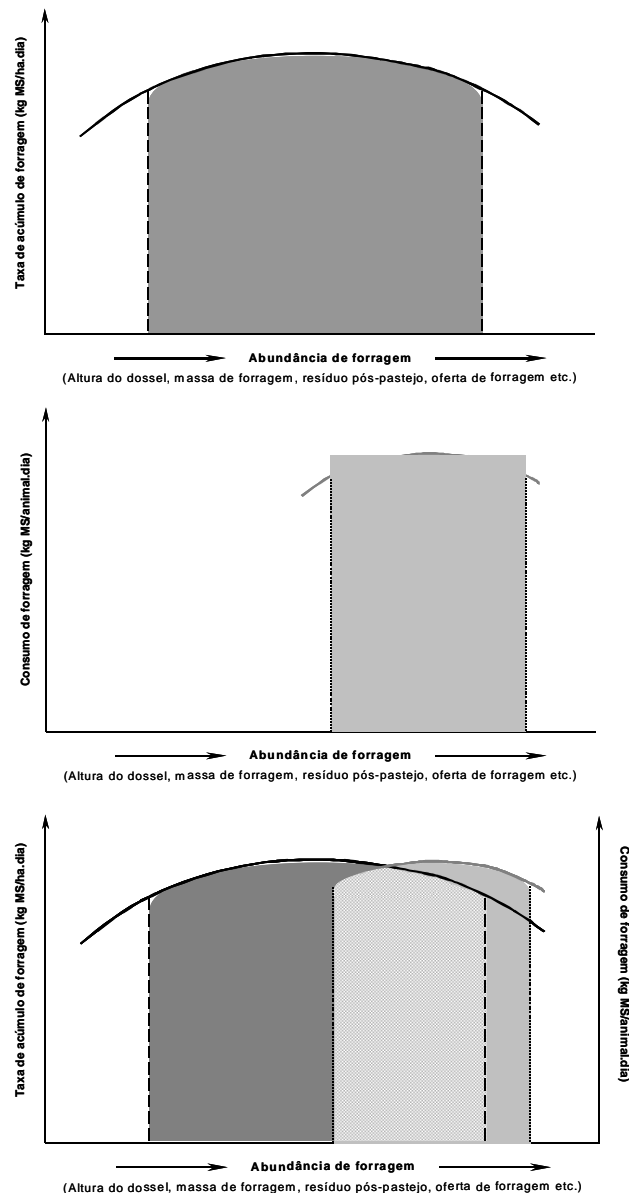 Taxa de acúmulo de forragem (kg MS/ha.dia)
Abundância de forragem
(Altura do dossel, massa de forragem, resíduo pós-pastejo, oferta de forragem etc.)
Consumo de forragem (kg MS/animal.dia)
Abundância de forragem
(Altura do dossel, massa de forragem, resíduo pós-pastejo, oferta de forragem etc.)
Taxa de acúmulo de forragem (kg MS/ha.dia)
Consumo de forragem (kg MS/animal.dia)
Abundância de forragem
(Altura do dossel, massa de forragem, resíduo pós-pastejo, oferta de forragem etc.)